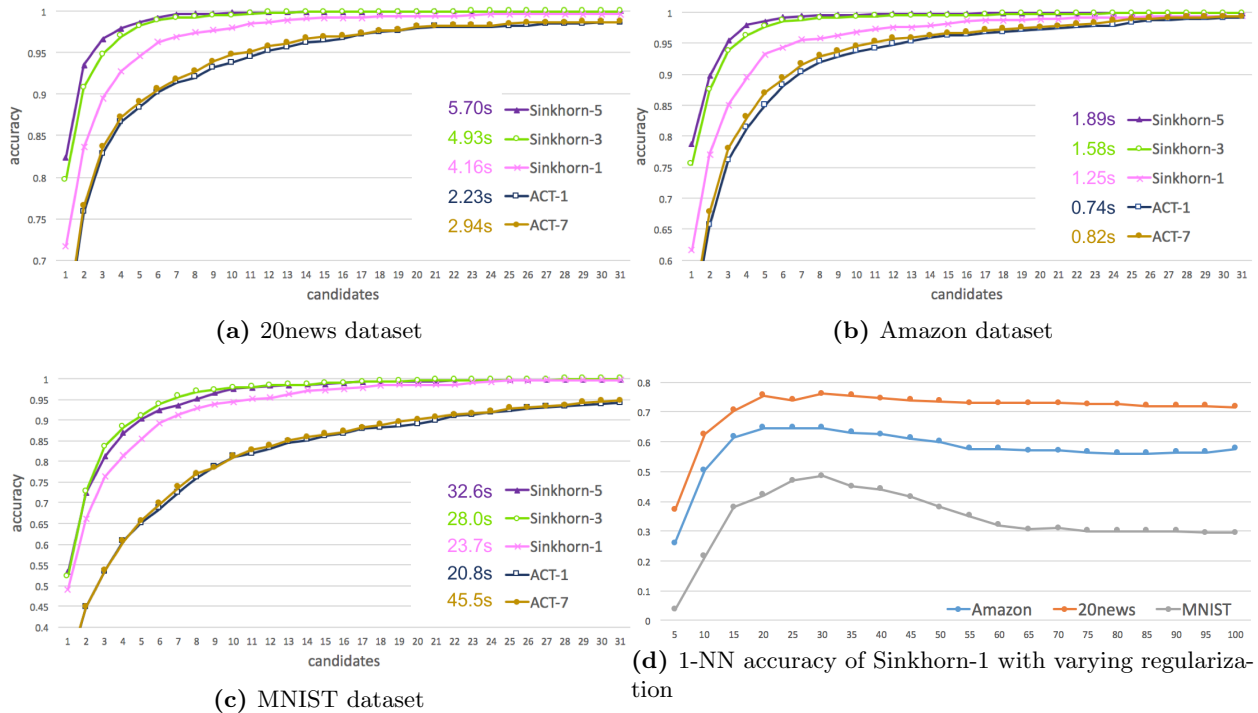 1
0.95
0.9
0.85
0.8
0.75
0.7
accuracy
5.70s Sinkhorn-5
4.93s Sinkhorn-3
4.16s Sinkhorn-1
2.23s ACT-1
2.94s ACT-7
1 2 3 4 5 6 7 8 9 10 11 12 13 14 15 16 17 18 19 20 21 22 23 24 25 26 27 28 29 30 31
candidates
(a) 20news dataset
1
0.95
0.9
0.85
0.8
0.75
0.7
0.65
0.6
accuracy
1.89s Sinkhorn-5
1.58s Sinkhorn-3
1.25s Sinkhorn-1
0.74s ACT-1
0.82s ACT-7
1 2 3 4 5 6 7 8 9 10 11 12 13 14 15 16 17 18 19 20 21 22 23 24 25 26 27 28 29 30 31
candidates
(b) Amazon dataset
1
0.95
0.9
0.85
0.8
0.75
0.7
0.65
0.6
0.55
0.5
0.45
0.4
accuracy
32.6s Sinkhorn-5
28.0s Sinkhorn-3
23.7s Sinkhorn-1
20.8s ACT-1
45.5s ACT-7
1 2 3 4 5 6 7 8 9 10 11 12 13 14 15 16 17 18 19 20 21 22 23 24 25 26 27 28 29 30 31
candidates
(c) MNIST dataset
0.8
0.7
0.6
0.5
0.4
0.3
0.2
0.1
0
Amazon 20news MNIST
5 10 15 20 25 30 35 40 45 50 55 60 65 70 75 80 85 90 95 100
(d) 1-NN accuracy of Sinkhorn-1 with varying regulariza-
tion